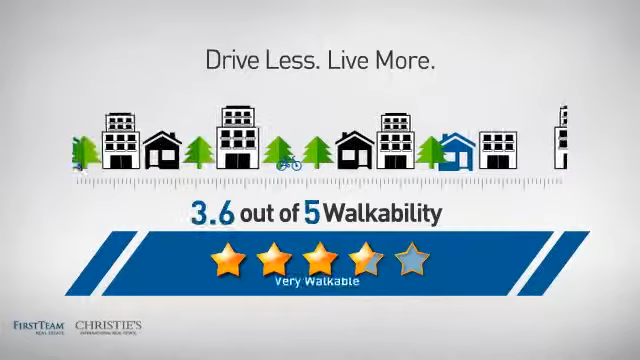 Drive Less. Live More.
3.6 out of 5 Walkability
Very Walkable
FIRSTTEAM CHRISTIE'S
REAL ESTATE INTERNATIONAL REAL ESTATE